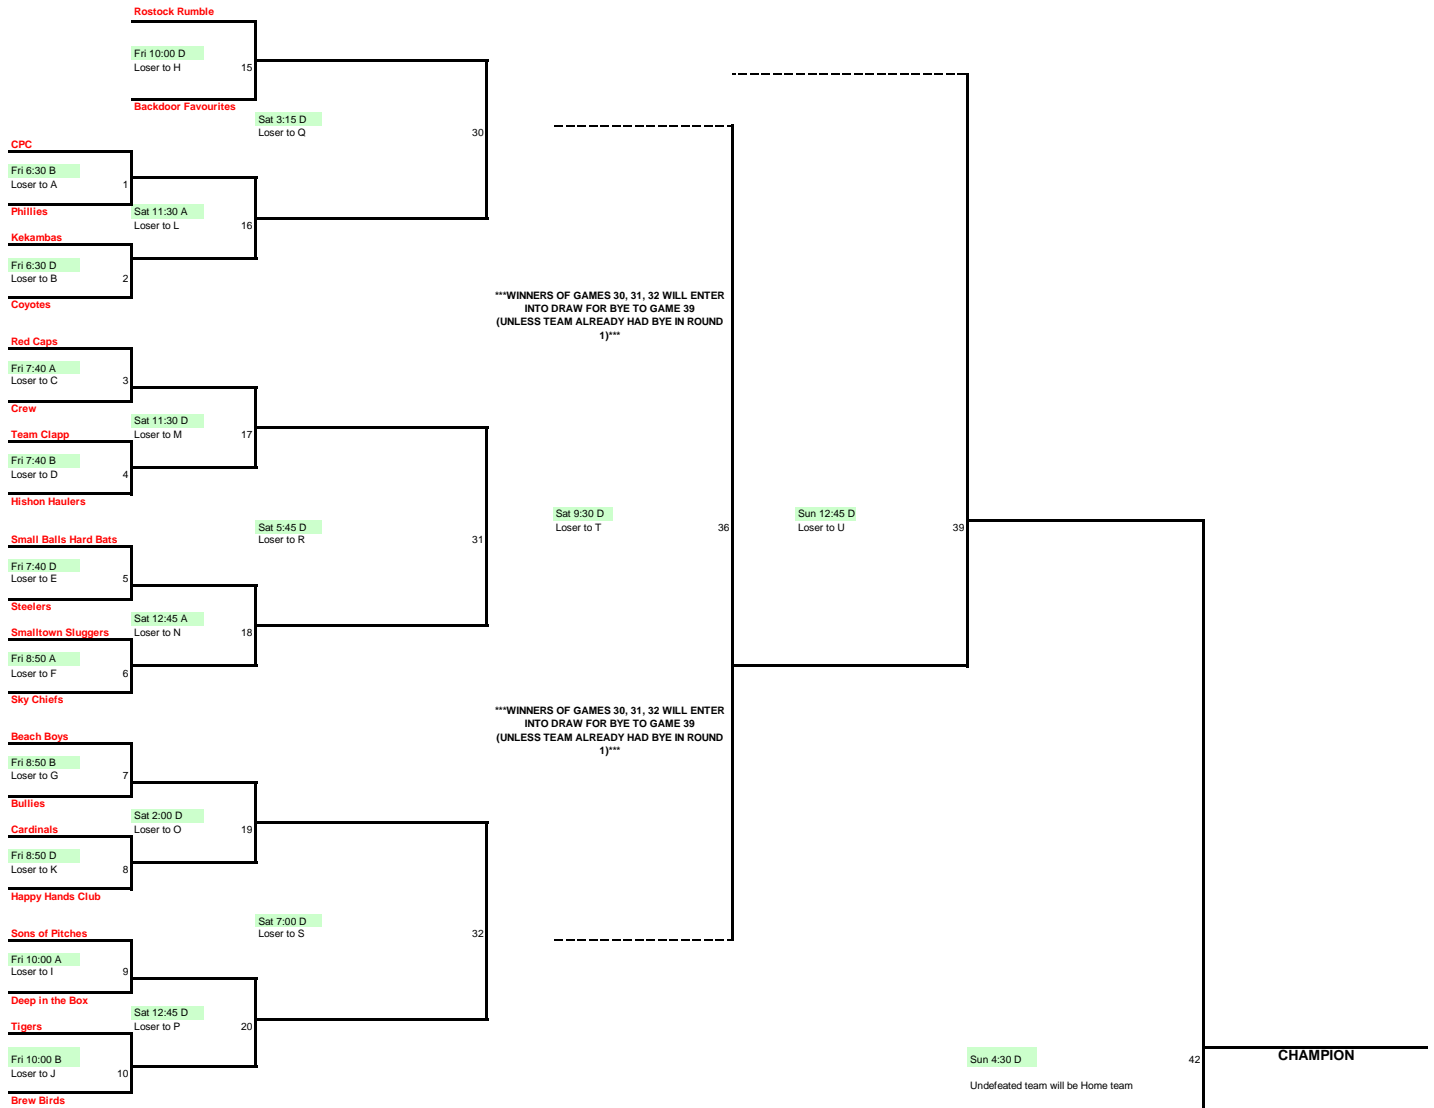 Rostock Rumble
Fri 10:00 D
Loser to H
15
Backdoor Favourites
Sat 3:15 D
Loser to Q
30
CPC
Fri 6:30 B
Loser to A
1
Phillies
Sat 11:30 A
Loser to L
16
Kekambas
Fri 6:30 D
Loser to B
2
Coyotes
***WINNERS OF GAMES 30, 31, 32 WILL ENTER
INTO DRAW FOR BYE TO GAME 39
(UNLESS TEAM ALREADY HAD BYE IN ROUND
1)***
Red Caps
Fri 7:40 A
Loser to C
3
Crew
Sat 11:30 D
Loser to M
17
Team Clapp
Fri 7:40 B
Loser to D
4
Hishon Haulers
Sat 5:45 D
Loser to R
31
Sat 9:30 D
Loser to T
36
Sun 12:45 D
Loser to U
39
Small Balls Hard Bats
Fri 7:40 D
Loser to E
5
Steelers
Sat 12:45 A
Loser to N
18
Smalltown Sluggers
Fri 8:50 A
Loser to F
6
Sky Chiefs
***WINNERS OF GAMES 30, 31, 32 WILL ENTER
INTO DRAW FOR BYE TO GAME 39
(UNLESS TEAM ALREADY HAD BYE IN ROUND
1)***
Beach Boys
Fri 8:50 B
Loser to G
7
Bullies
Sat 2:00 D
Loser to O
19
Cardinals
Fri 8:50 D
Loser to K
8
Happy Hands Club
Sat 7:00 D
Loser to S
32
Sons of Pitches
Fri 10:00 A
Loser to I
9
Deep in the Box
Sat 12:45 D
Loser to P
20
Tigers
Fri 10:00 B
Loser to J
10
Brew Birds
Sun 4:30 D
42
CHAMPION
Undefeated team will be Home team